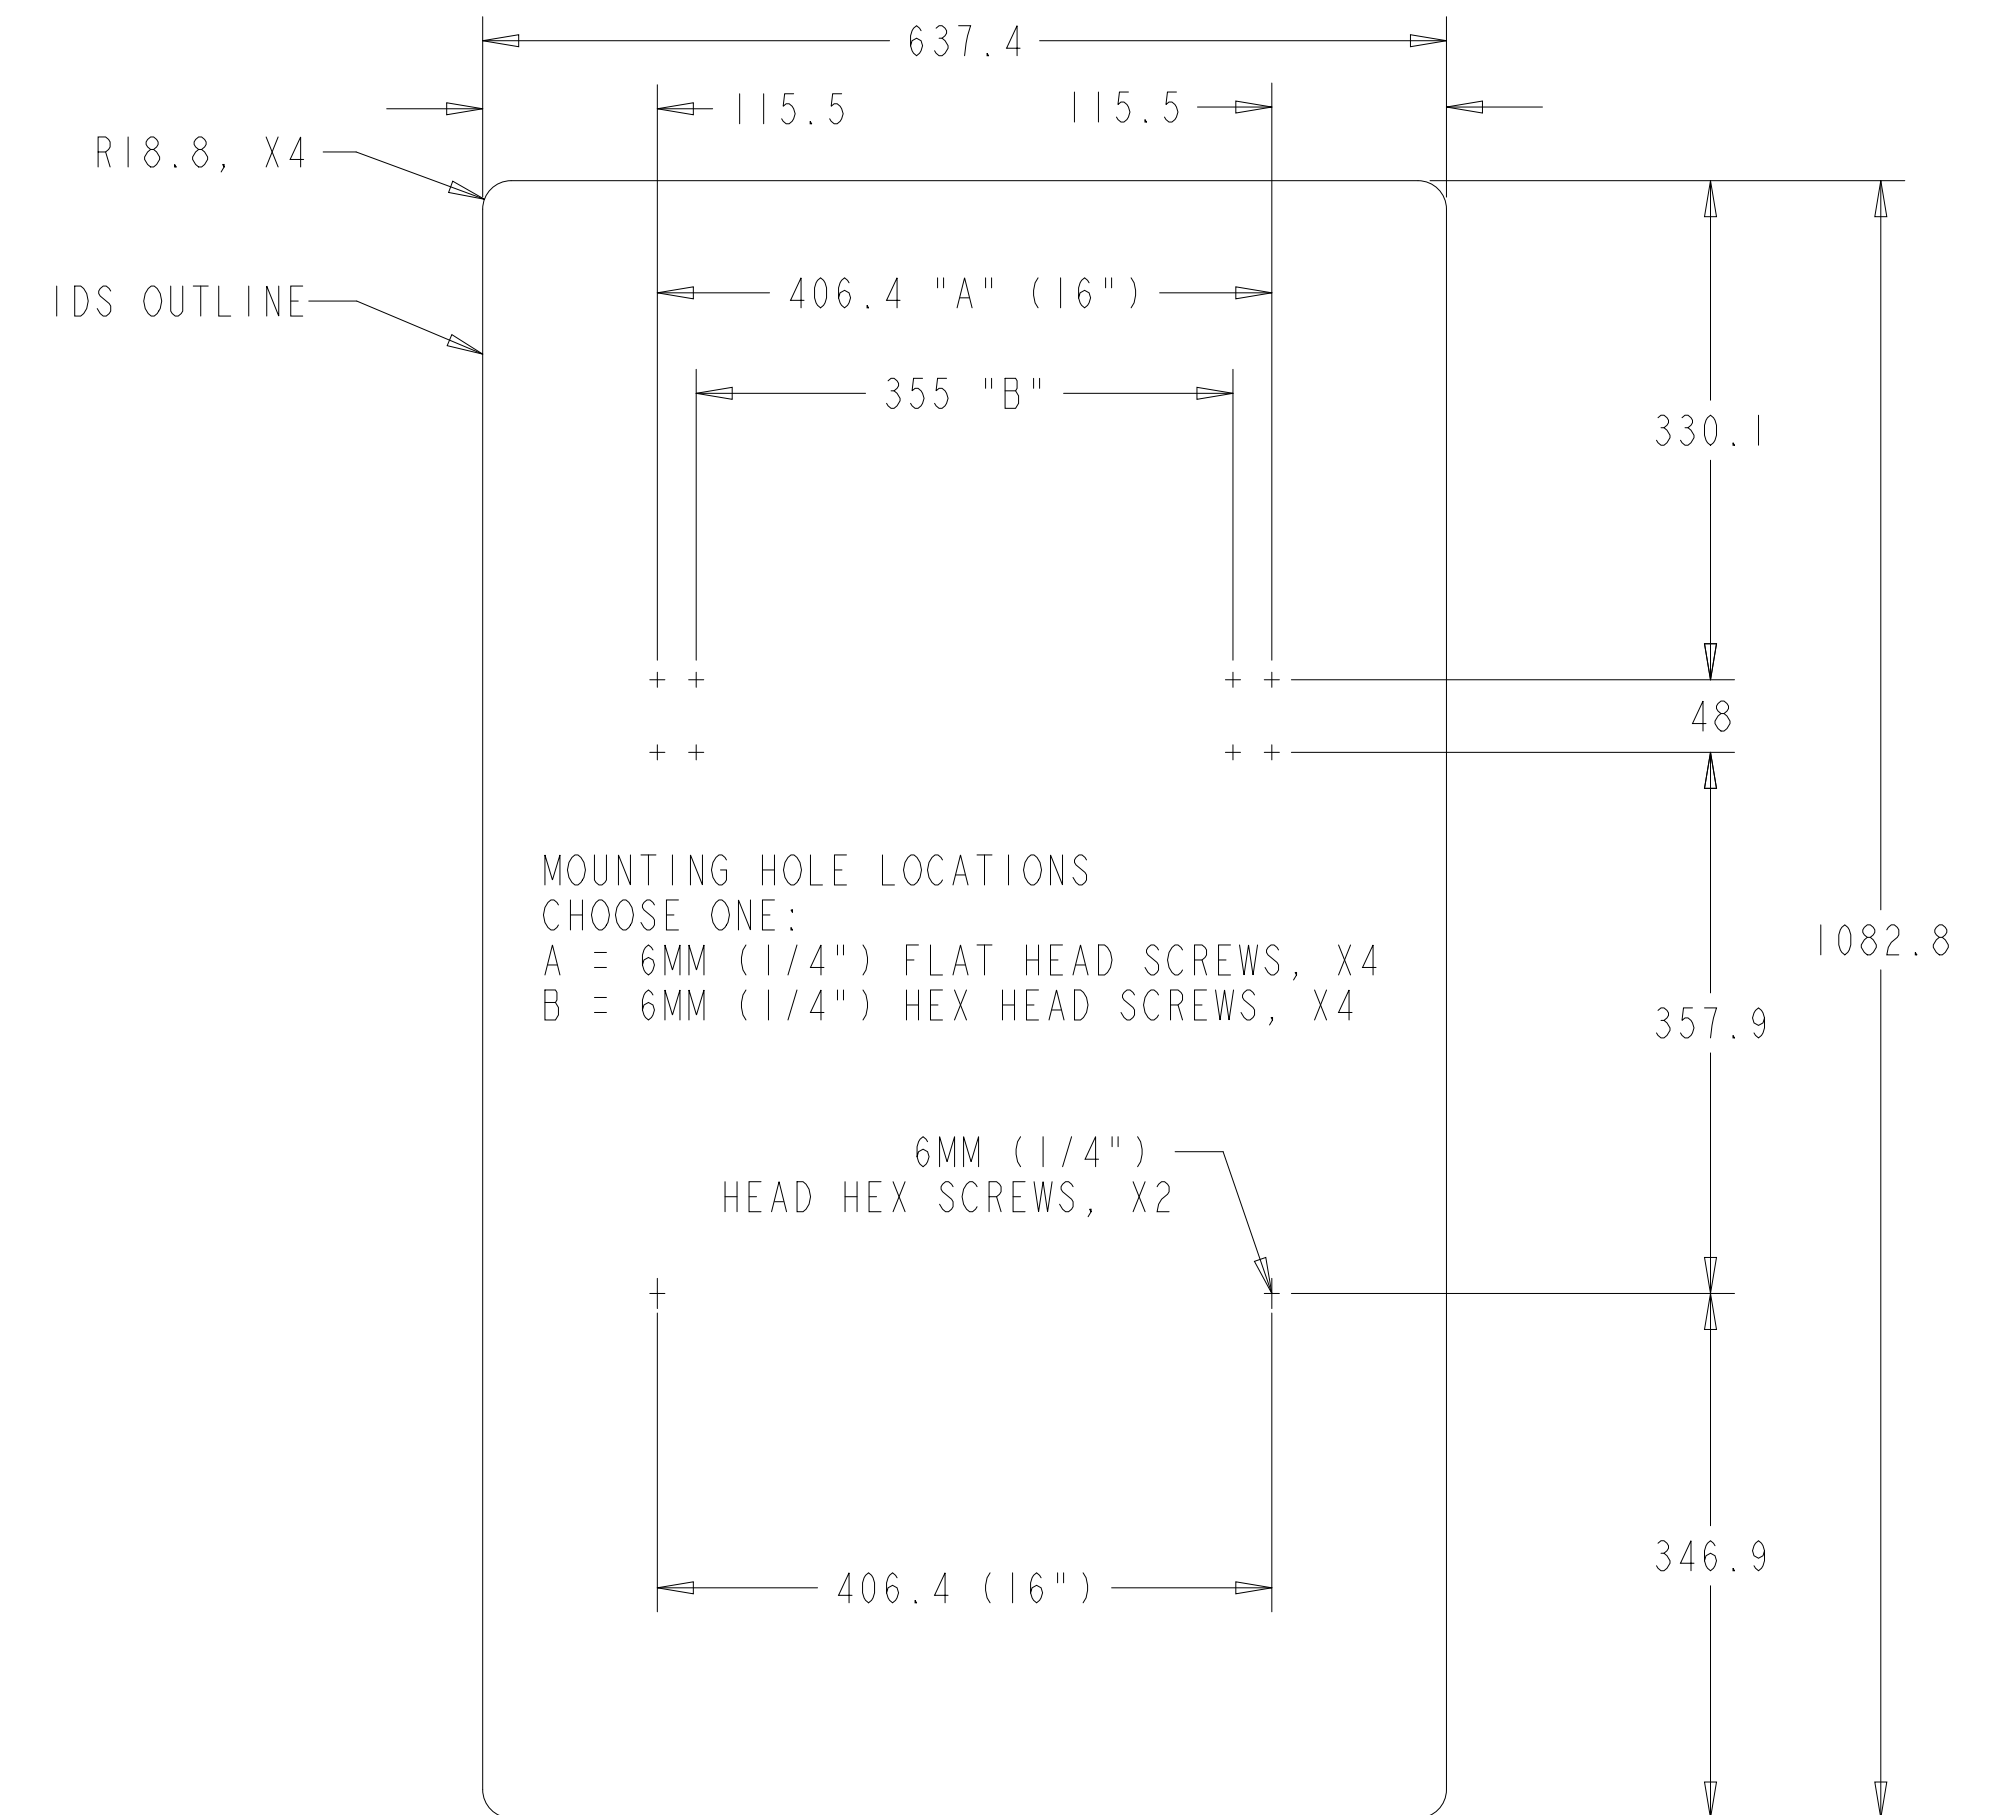 637.4
115.5
115.5
R18.8, X4
IDS OUTLINE
406.4 "A" (16")
355 "B"
330.1
48
MOUNTING HOLE LOCATIONS
CHOOSE ONE:
A = 6MM (1/4") FLAT HEAD SCREWS, X4
B = 6MM (1/4") HEX HEAD SCREWS, X4
1082.8
357.9
6MM (1/4")
HEAD HEX SCREWS, X2
346.9
406.4 (16")